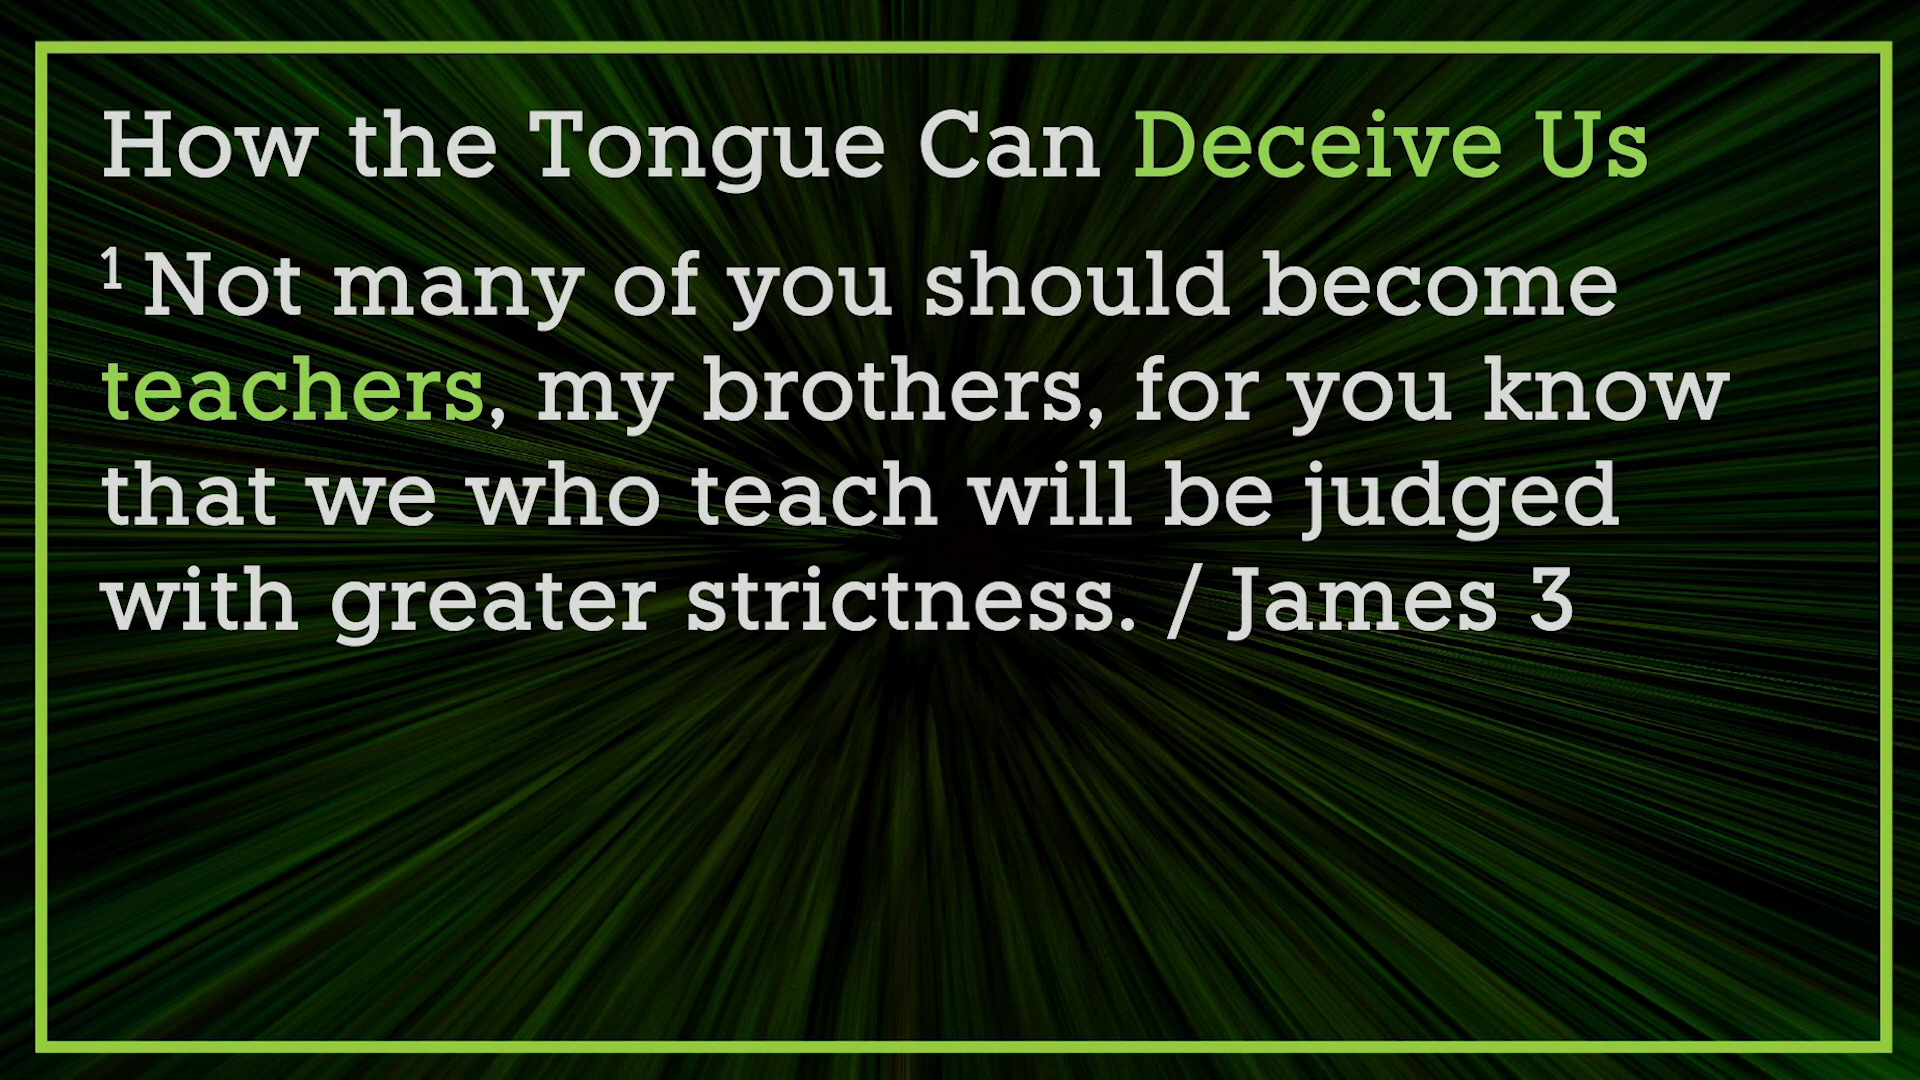 How the Tongue Can Deceive Us
1 Not many of you should become
teachers, my brothers, for you know
that we who teach will be judged
with greater strictness. / James 3